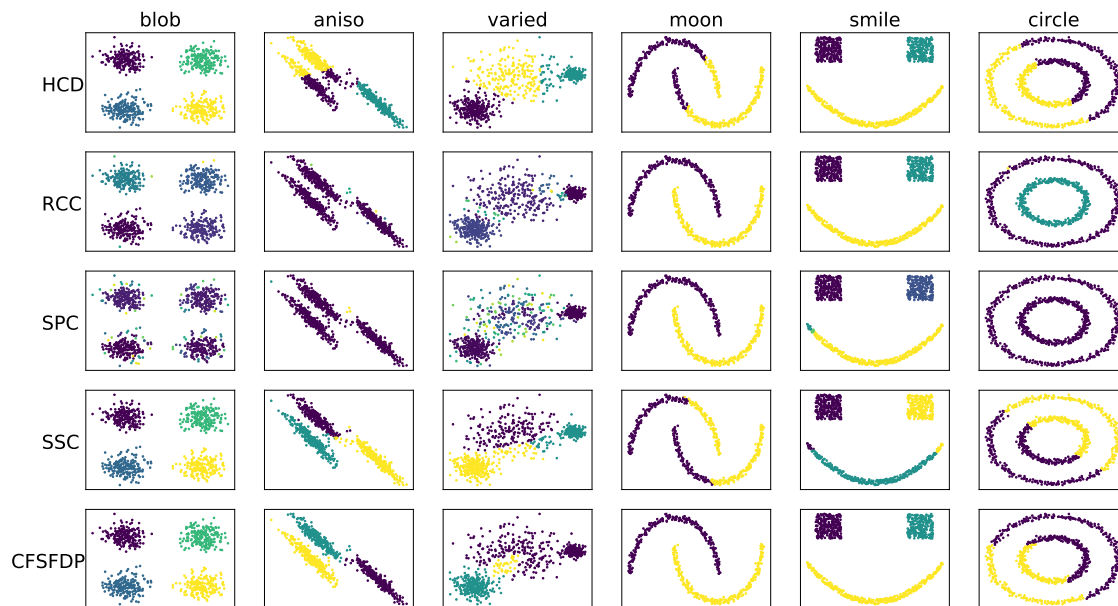 blob aniso varied moon smile circle
HCD
RCC
SPC
SSC
CFSFDP